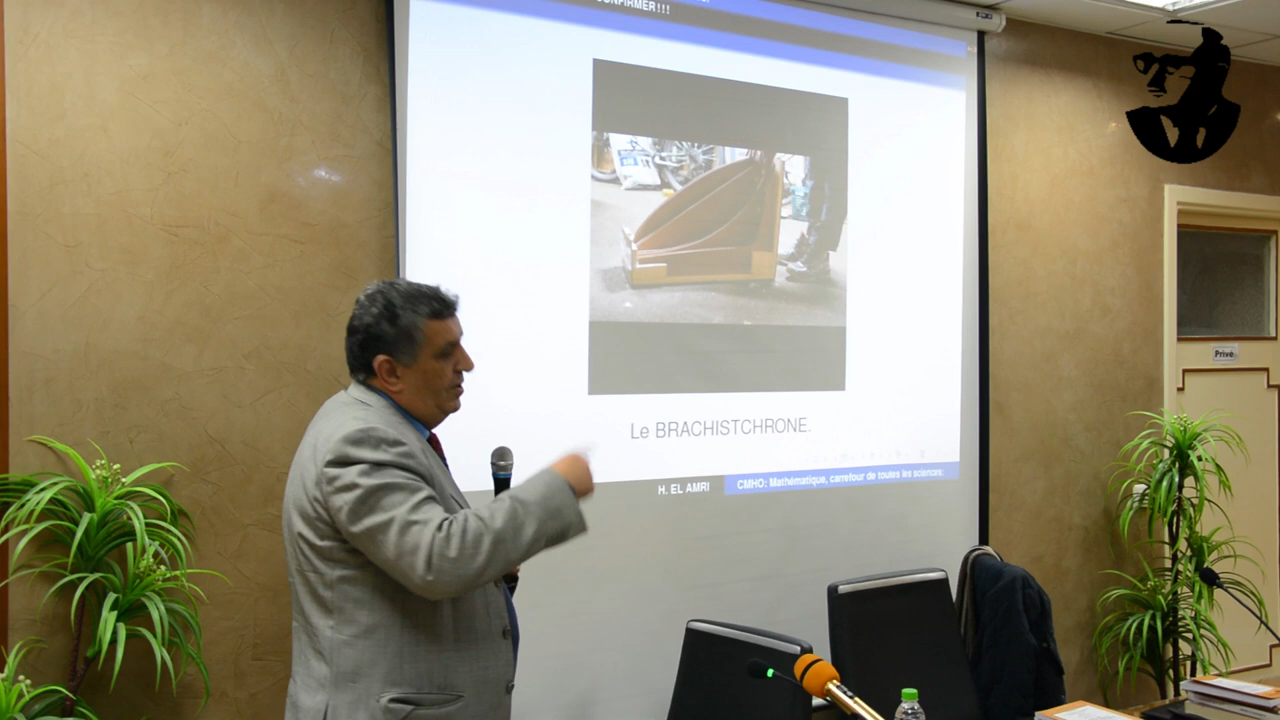 CONFIRMER !!!
Le BRACHISTCHRONE.
H. EL AMRI
CMHO: Mathématique, carrefour de toutes les sciences:
Privé